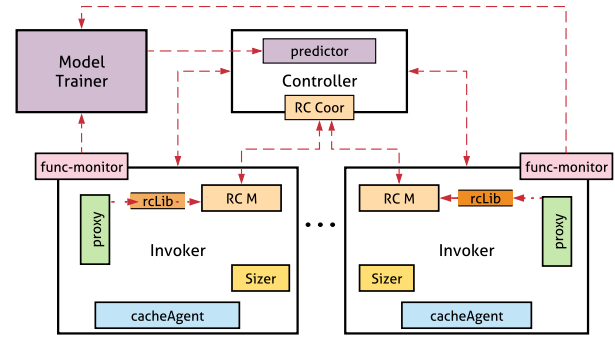 Model
Trainer
predictor
Controller
RC Coor
func-monitor
func-monitor
proxy
rcLib
RC M
Invoker
Sizer
cacheAgent
RC M
rcLib
proxy
Invoker
Sizer
cacheAgent